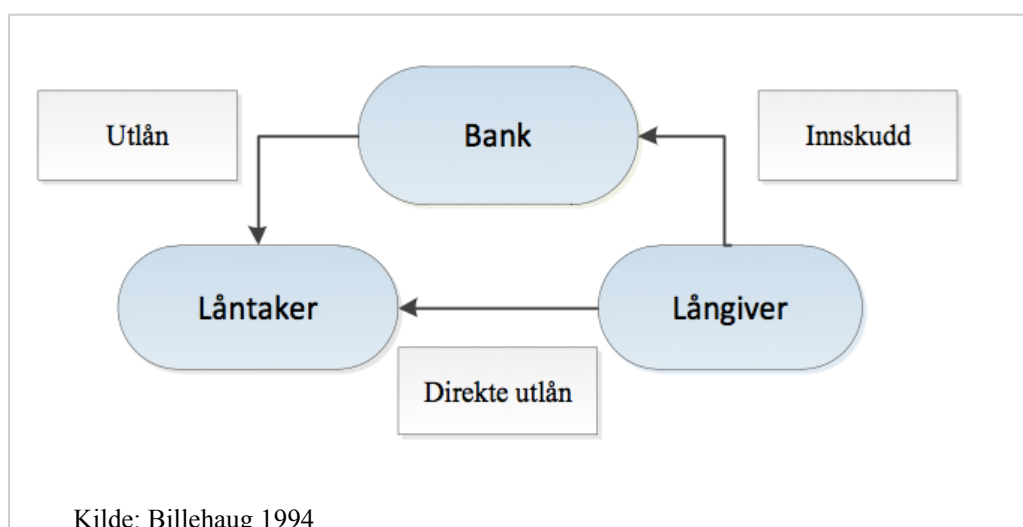 Utlån
Bank
Innskudd
Låntaker
Långiver
Direkte utlån
Kilde: Billehaug 1994